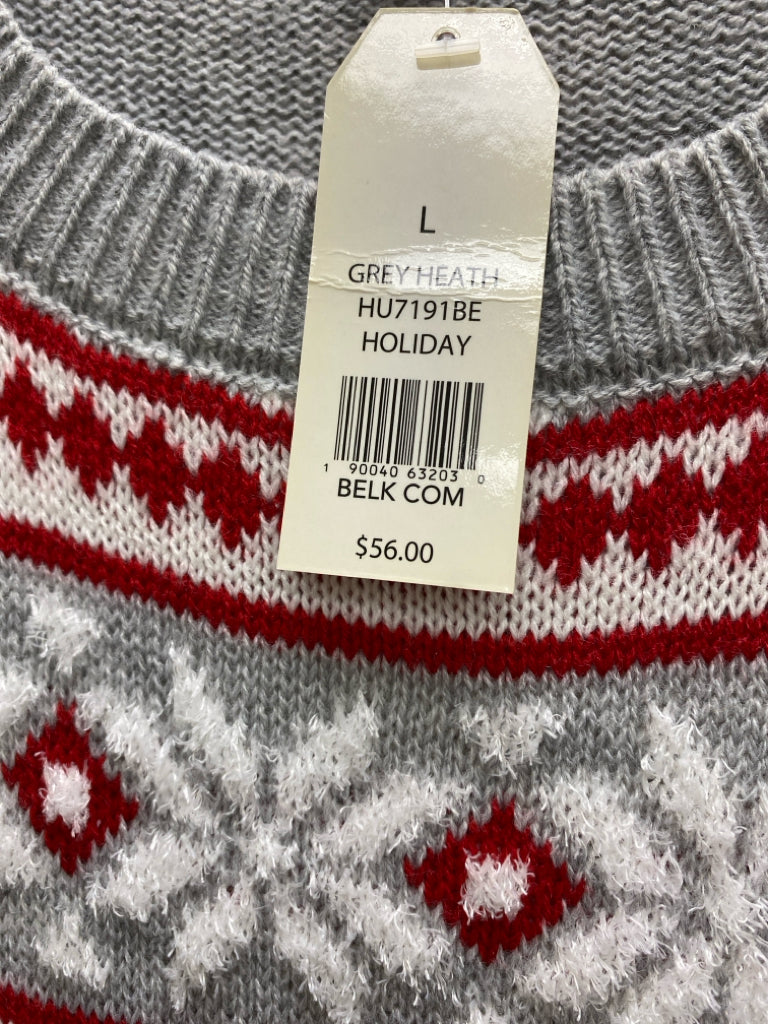 L
GREY HEATH
HU7191BE
HOLIDAY
1 90040 63203 0
BELK COM
$56.00